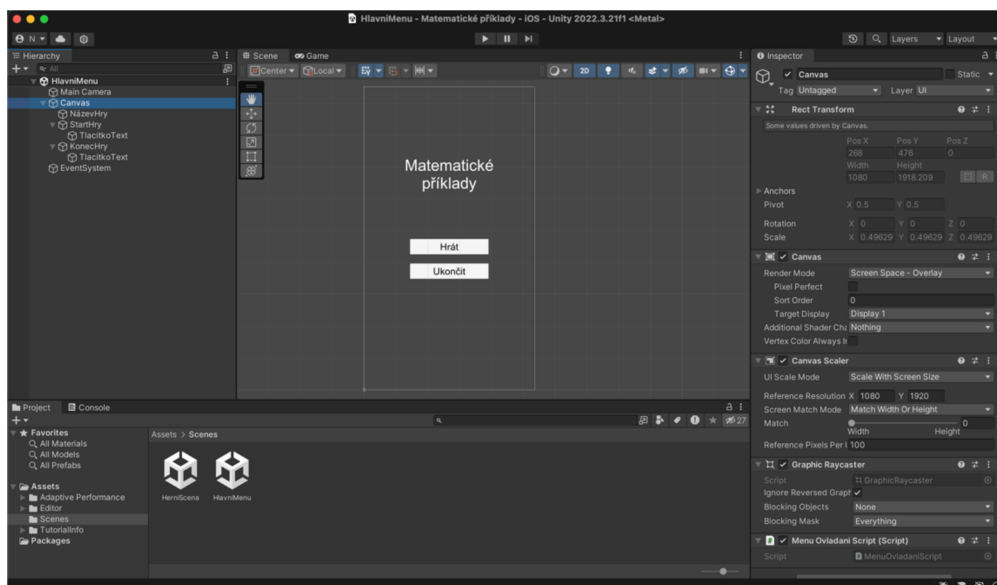 HlavniMenu - Matematické příklady - iOS - Unity 2022.3.21f1 <Metal>
N
Layers
Layout
Hierarchy
All
HlavniMenu
Main Camera
Canvas
NázevHry
StartHry
TlacitkoText
KonecHry
TlacitkoText
EventSystem
Scene
Game
Center
Local
2D
Matematické
příklady
Hrát
Ukončit
Inspector
Canvas
Static
Tag Untagged
Layer UI
Rect Transform
Some values driven by Canvas.
Pos X Pos Y Pos Z
268 476 0
Width Height
1080 1918.209
R
Anchors
Pivot X 0.5 Y 0.5
Rotation X 0 Y 0 Z 0
Scale X 0.49629 Y 0.49629 Z 0.49629
Canvas
Render Mode Screen Space - Overlay
Pixel Perfect
Sort Order 0
Target Display Display 1
Additional Shader Cha Nothing
Vertex Color Always I
Canvas Scaler
UI Scale Mode Scale With Screen Size
Reference Resolution X 1080 Y 1920
Screen Match Mode Match Width Or Height
Match 0
Width Height
Reference Pixels Per 100
Graphic Raycaster
Script GraphicRaycaster
Ignore Reversed Graph
Blocking Objects None
Blocking Mask Everything
Menu Ovladani Script (Script)
Script MenuOvladaniScript
Project
Console
27
Favorites
All Materials
All Models
All Prefabs
Assets
Adaptive Performance
Editor
Scenes
TutorialInfo
Packages
Assets > Scenes
HerniScena
HlavniMenu